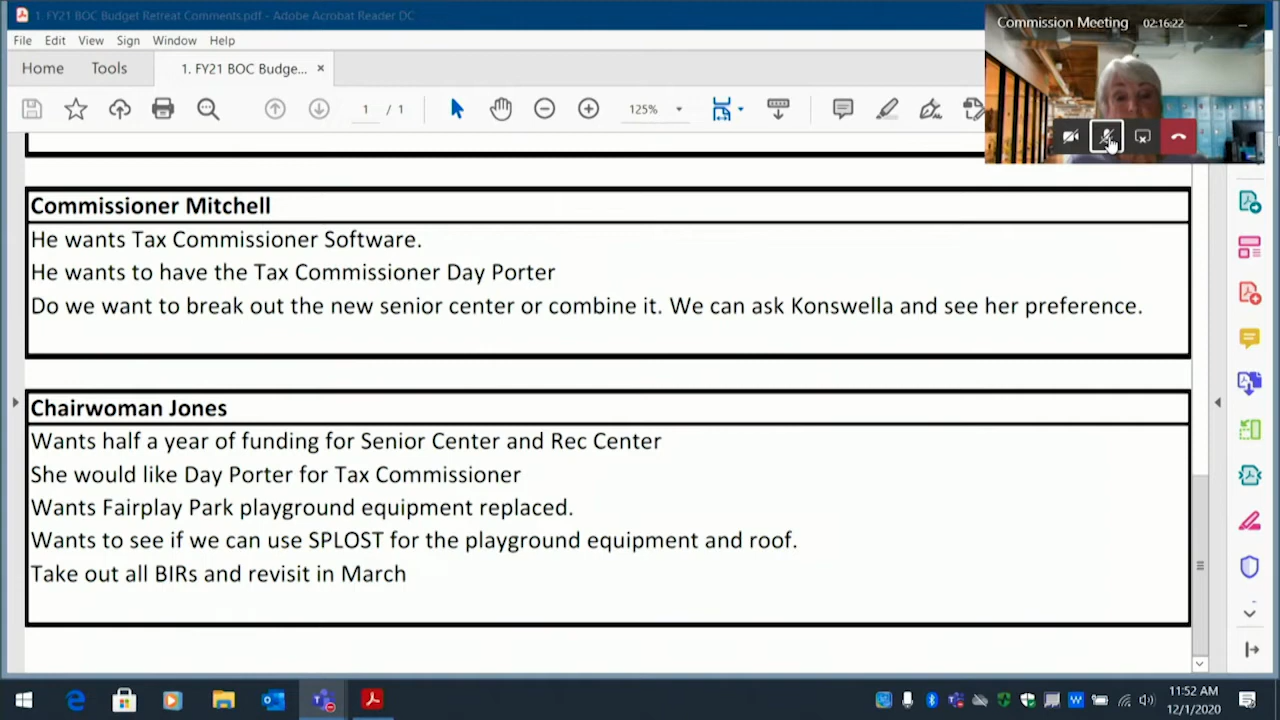 1. FY21 BOC Budget Retreat Comments.pdf - Adobe Acrobat Reader DC
Commission Meeting 02:16:22
File Edit View Sign Window Help
Home Tools 1. FY21 BOC Budge... ×
1 / 1 125%
Commissioner Mitchell
He wants Tax Commissioner Software.
He wants to have the Tax Commissioner Day Porter
Do we want to break out the new senior center or combine it. We can ask Konswella and see her preference.
Chairwoman Jones
Wants half a year of funding for Senior Center and Rec Center
She would like Day Porter for Tax Commissioner
Wants Fairplay Park playground equipment replaced.
Wants to see if we can use SPLOST for the playground equipment and roof.
Take out all BIRs and revisit in March
11:52 AM
12/1/2020